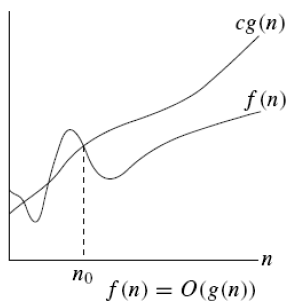 cg(n)
f(n)
n
n₀
f(n) = O(g(n))